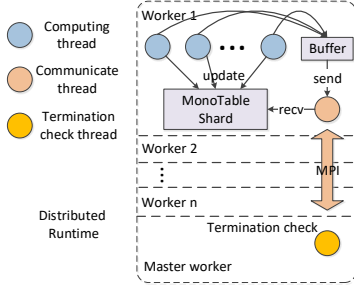 Computing
thread
Communicate
thread
Termination
check thread
Distributed
Runtime
Worker 1
Buffer
update
send
MonoTable
Shard
recv
Worker 2
MPI
Worker n
Termination check
Master worker